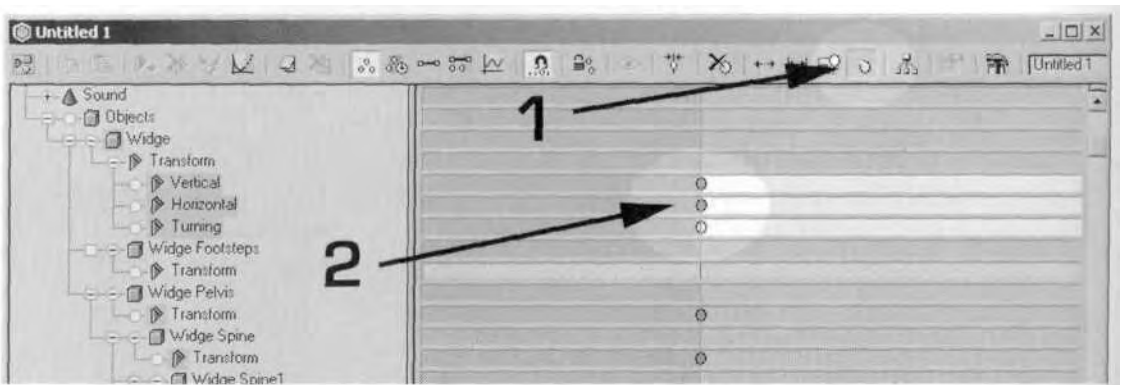 Untitled 1
Untitled 1
Sound
Objects
Widge
Transform
Vertical
Horizontal
Turning
Widge Footsteps
Transform
Widge Pelvis
Transform
Widge Spine
Transform
Widge Spine1
1
2